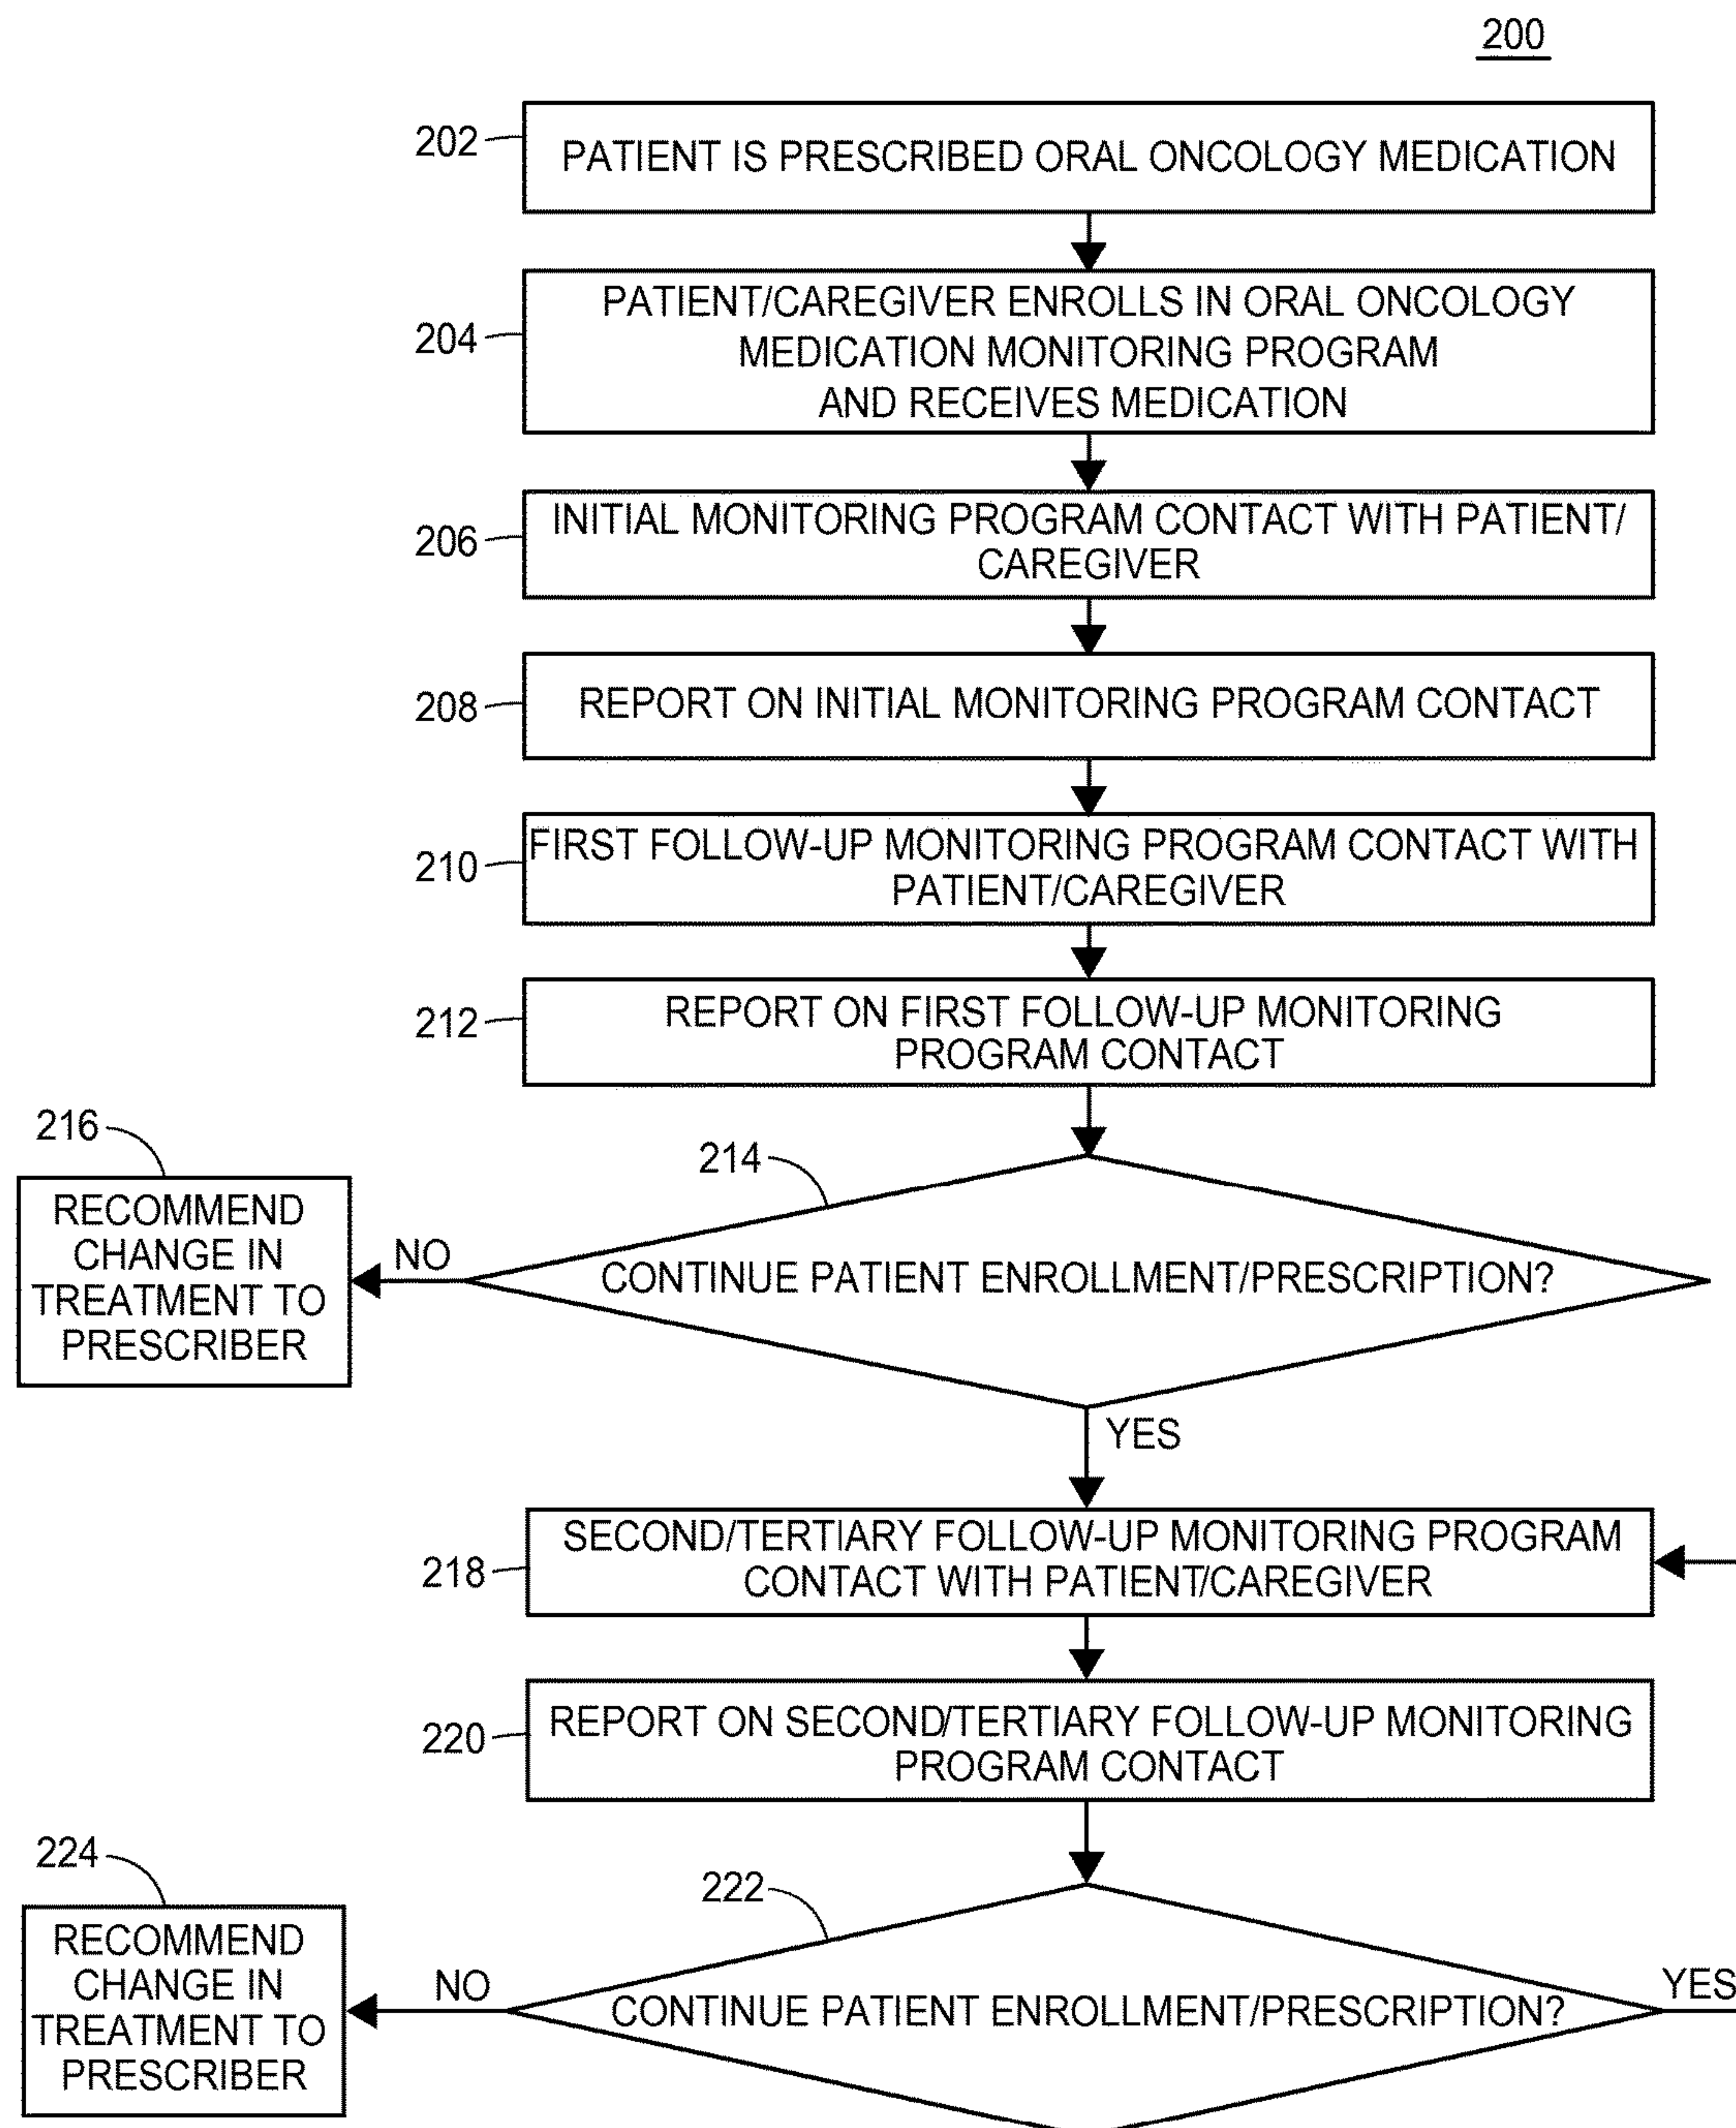 200
202
PATIENT IS PRESCRIBED ORAL ONCOLOGY MEDICATION
204
PATIENT/CAREGIVER ENROLLS IN ORAL ONCOLOGY
MEDICATION MONITORING PROGRAM
AND RECEIVES MEDICATION
206
INITIAL MONITORING PROGRAM CONTACT WITH PATIENT/
CAREGIVER
208
REPORT ON INITIAL MONITORING PROGRAM CONTACT
210
FIRST FOLLOW-UP MONITORING PROGRAM CONTACT WITH
PATIENT/CAREGIVER
212
REPORT ON FIRST FOLLOW-UP MONITORING
PROGRAM CONTACT
216
RECOMMEND
CHANGE IN
TREATMENT TO
PRESCRIBER
NO
214
CONTINUE PATIENT ENROLLMENT/PRESCRIPTION?
YES
218
SECOND/TERTIARY FOLLOW-UP MONITORING PROGRAM
CONTACT WITH PATIENT/CAREGIVER
220
REPORT ON SECOND/TERTIARY FOLLOW-UP MONITORING
PROGRAM CONTACT
224
RECOMMEND
CHANGE IN
TREATMENT TO
PRESCRIBER
NO
222
CONTINUE PATIENT ENROLLMENT/PRESCRIPTION?
YES